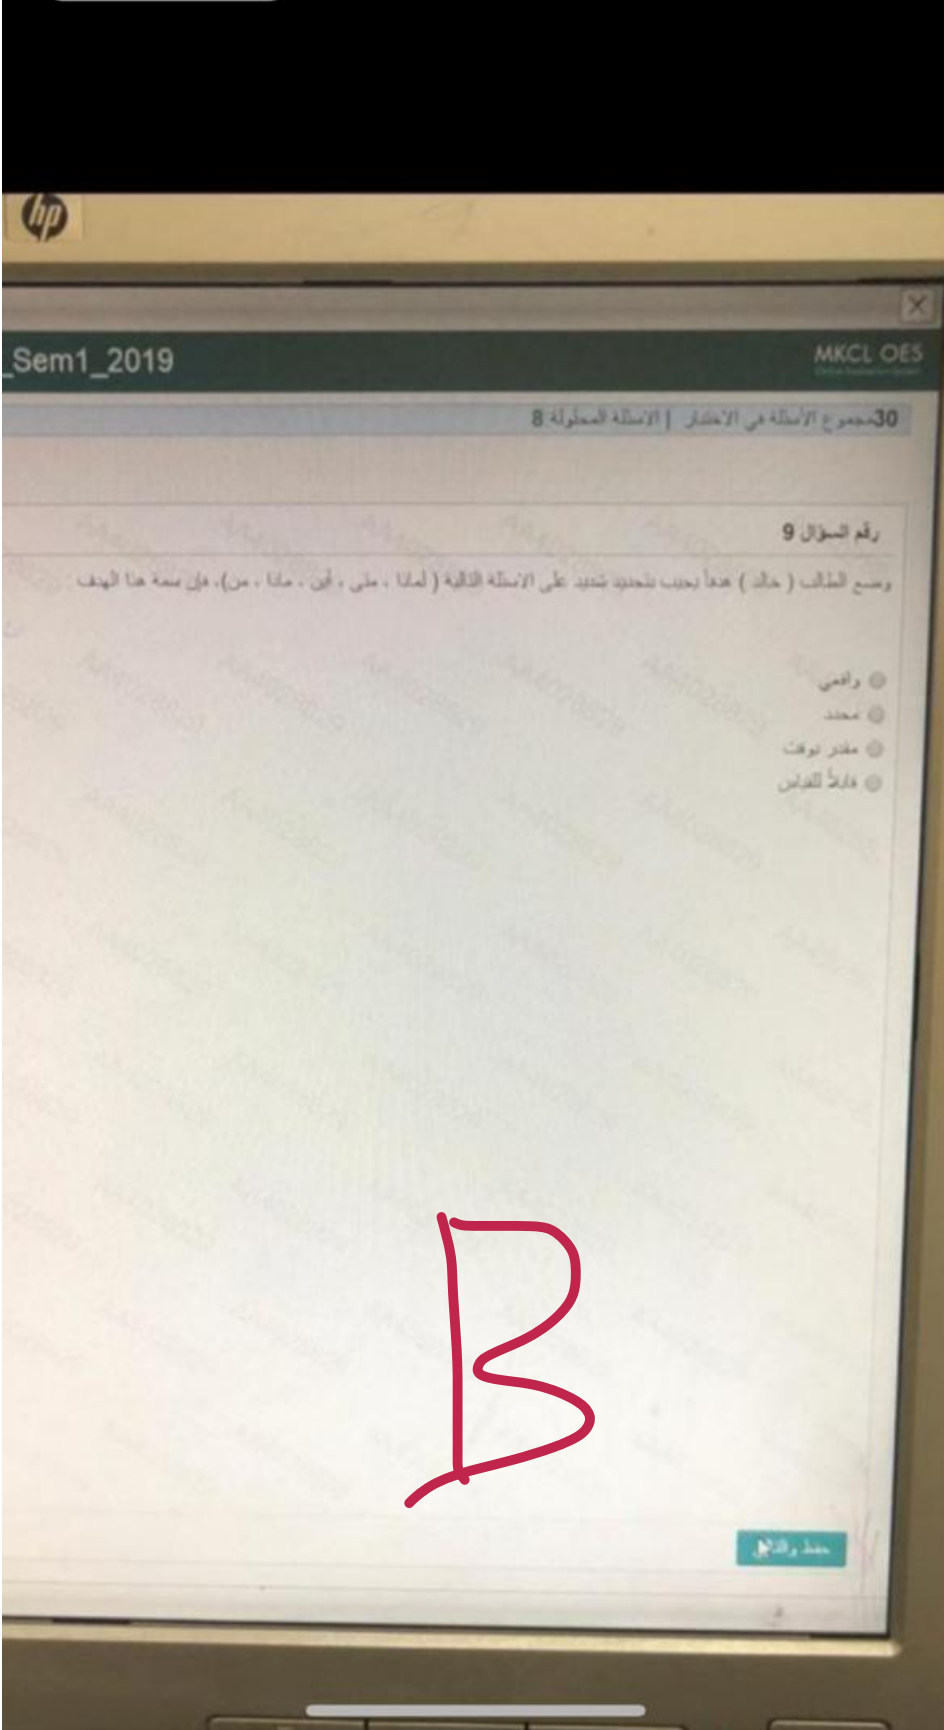 hp
_Sem1_2019
MKCL OES
30مجموع الأسئلة في الاختبار | الاسئلة المحلولة 8
رقم السؤال 9
وضع الطالب ( خالد ) هدفاً يجيب بتحديد شديد على الاسئلة التالية ( لماذا ، متى ، أين ، ماذا ، من)، فإن سمة هذا الهدف
واقعي
محدد
مقدر بوقت
قابلاً للقياس
B
حفظ والتالي